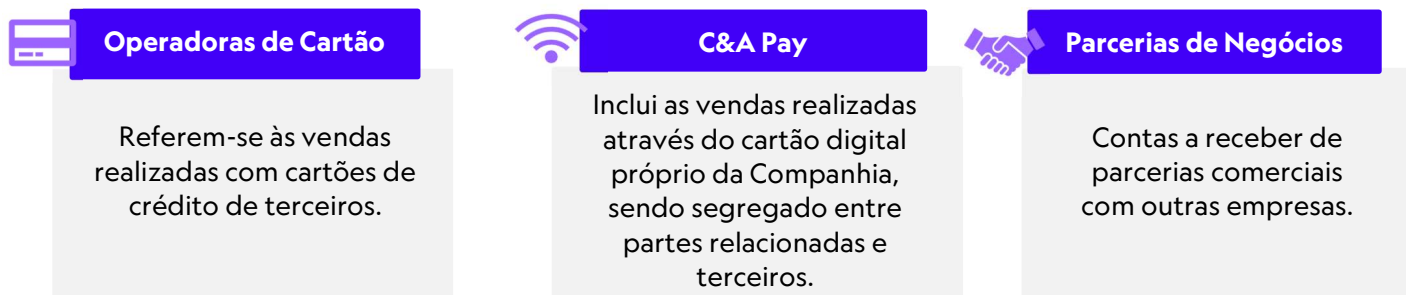 Operadoras de Cartão
Referem-se às vendas
realizadas com cartões de
crédito de terceiros.
C&A Pay
Inclui as vendas realizadas
através do cartão digital
próprio da Companhia,
sendo segregado entre
partes relacionadas e
terceiros.
Parcerias de Negócios
Contas a receber de
parcerias comerciais
com outras empresas.